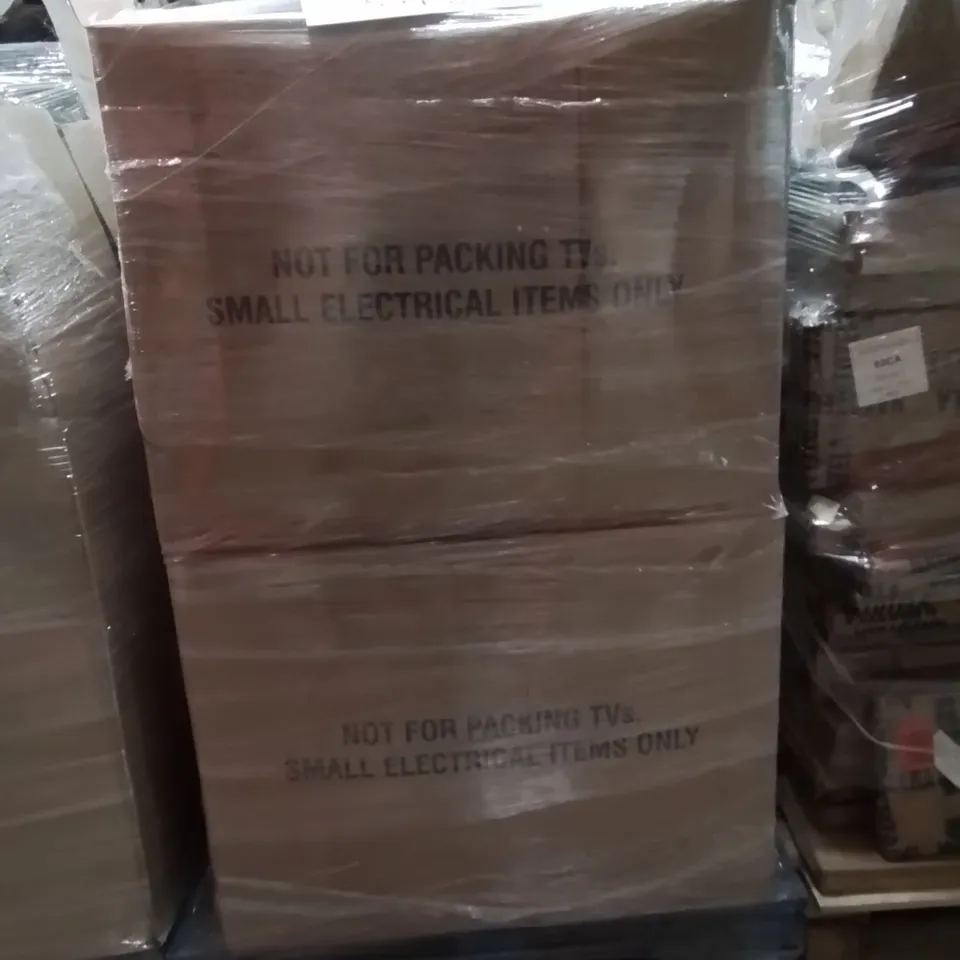 NOT FOR PACKING TVs.
SMALL ELECTRICAL ITEMS ONLY
NOT FOR PACKING TVs.
SMALL ELECTRICAL ITEMS ONLY